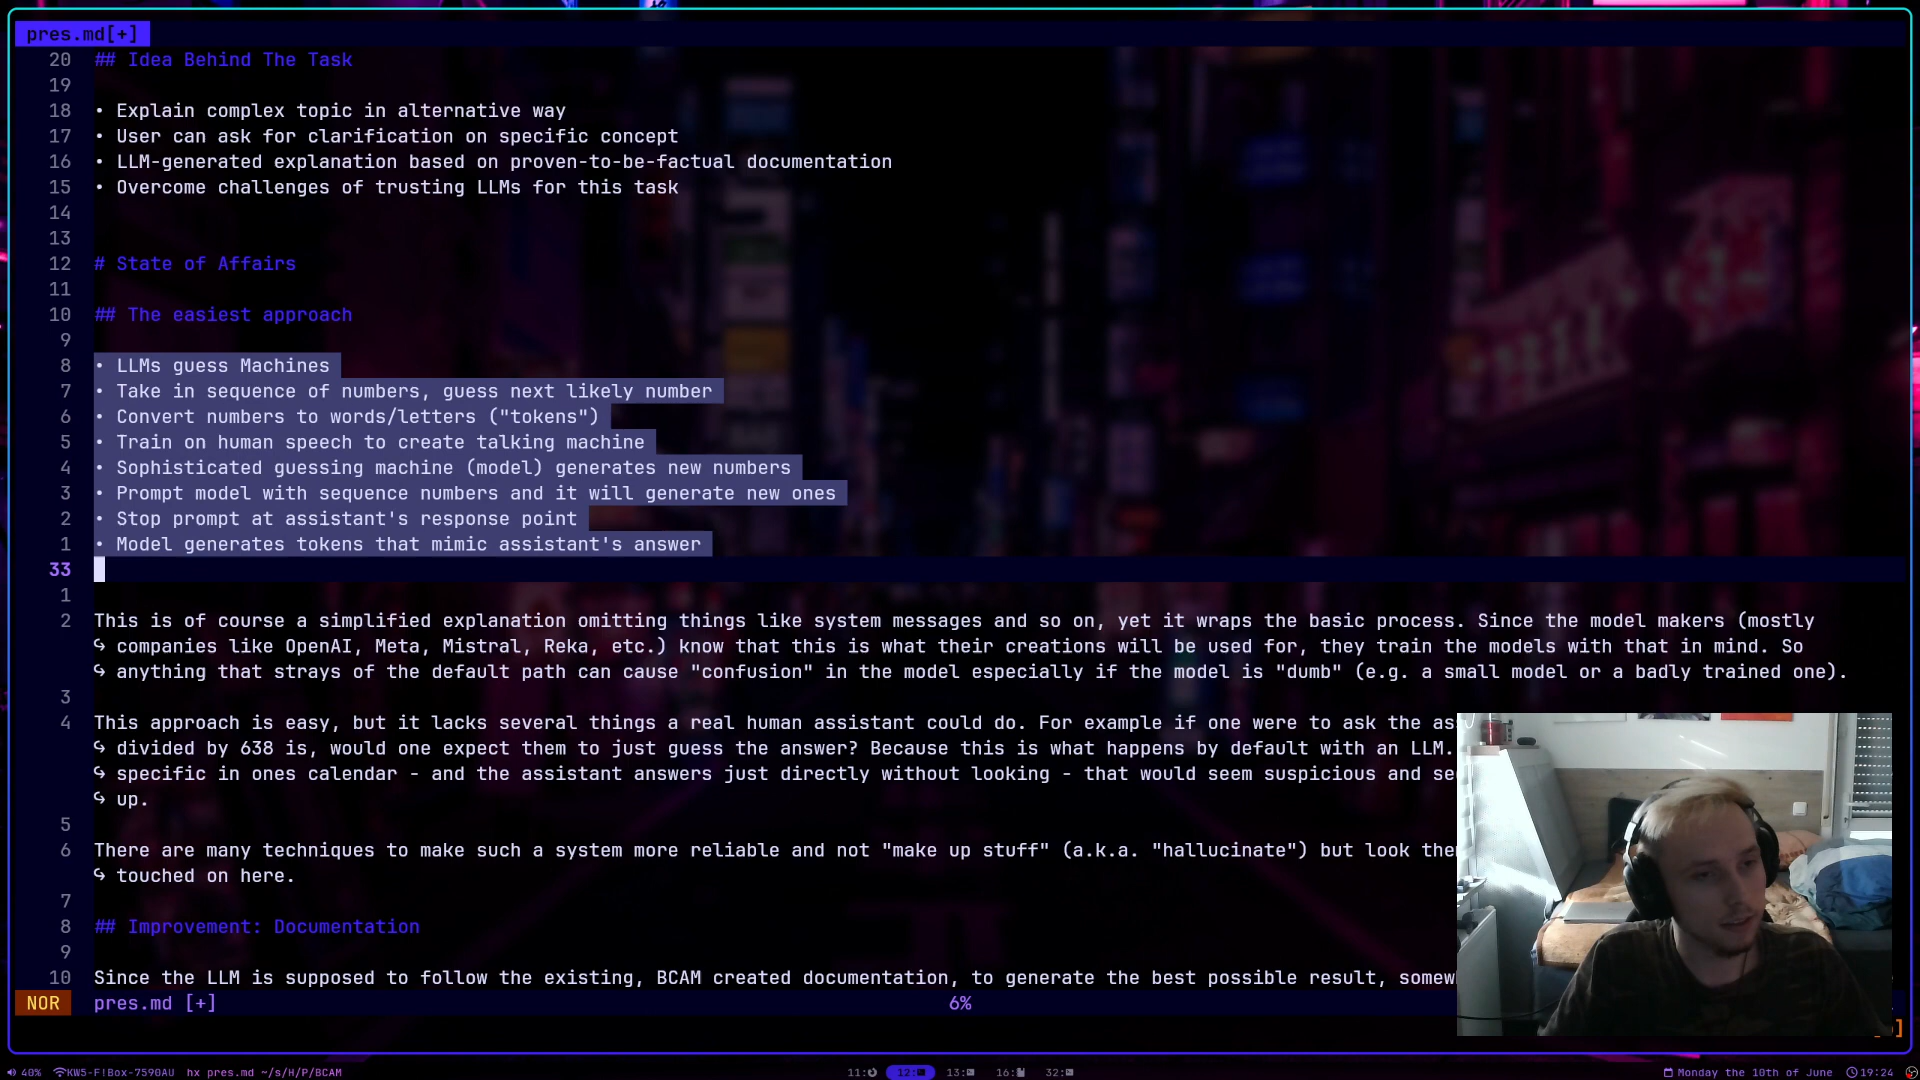 pres.md[+]
20 ## Idea Behind The Task
19
18 • Explain complex topic in alternative way
17 • User can ask for clarification on specific concept
16 • LLM-generated explanation based on proven-to-be-factual documentation
15 • Overcome challenges of trusting LLMs for this task
14
13
12 # State of Affairs
11
10 ## The easiest approach
9
8 • LLMs guess Machines
7 • Take in sequence of numbers, guess next likely number
6 • Convert numbers to words/letters ("tokens")
5 • Train on human speech to create talking machine
4 • Sophisticated guessing machine (model) generates new numbers
3 • Prompt model with sequence numbers and it will generate new ones
2 • Stop prompt at assistant's response point
1 • Model generates tokens that mimic assistant's answer
33
1
2 This is of course a simplified explanation omitting things like system messages and so on, yet it wraps the basic process. Since the model makers (mostly
↪ companies like OpenAI, Meta, Mistral, Reka, etc.) know that this is what their creations will be used for, they train the models with that in mind. So
↪ anything that strays of the default path can cause "confusion" in the model especially if the model is "dumb" (e.g. a small model or a badly trained one).
3
4 This approach is easy, but it lacks several things a real human assistant could do. For example if one were to ask the as
↪ divided by 638 is, would one expect them to just guess the answer? Because this is what happens by default with an LLM.
↪ specific in ones calendar - and the assistant answers just directly without looking - that would seem suspicious and se
↪ up.
5
6 There are many techniques to make such a system more reliable and not "make up stuff" (a.k.a. "hallucinate") but look the
↪ touched on here.
7
8 ## Improvement: Documentation
9
10 Since the LLM is supposed to follow the existing, BCAM created documentation, to generate the best possible result, somew
NOR pres.md [+] 6%
40% KW5-F!Box-7590AU hx pres.md ~/s/H/P/BCAM 11: 12: 13: 16: 32: Monday the 10th of June 19:24